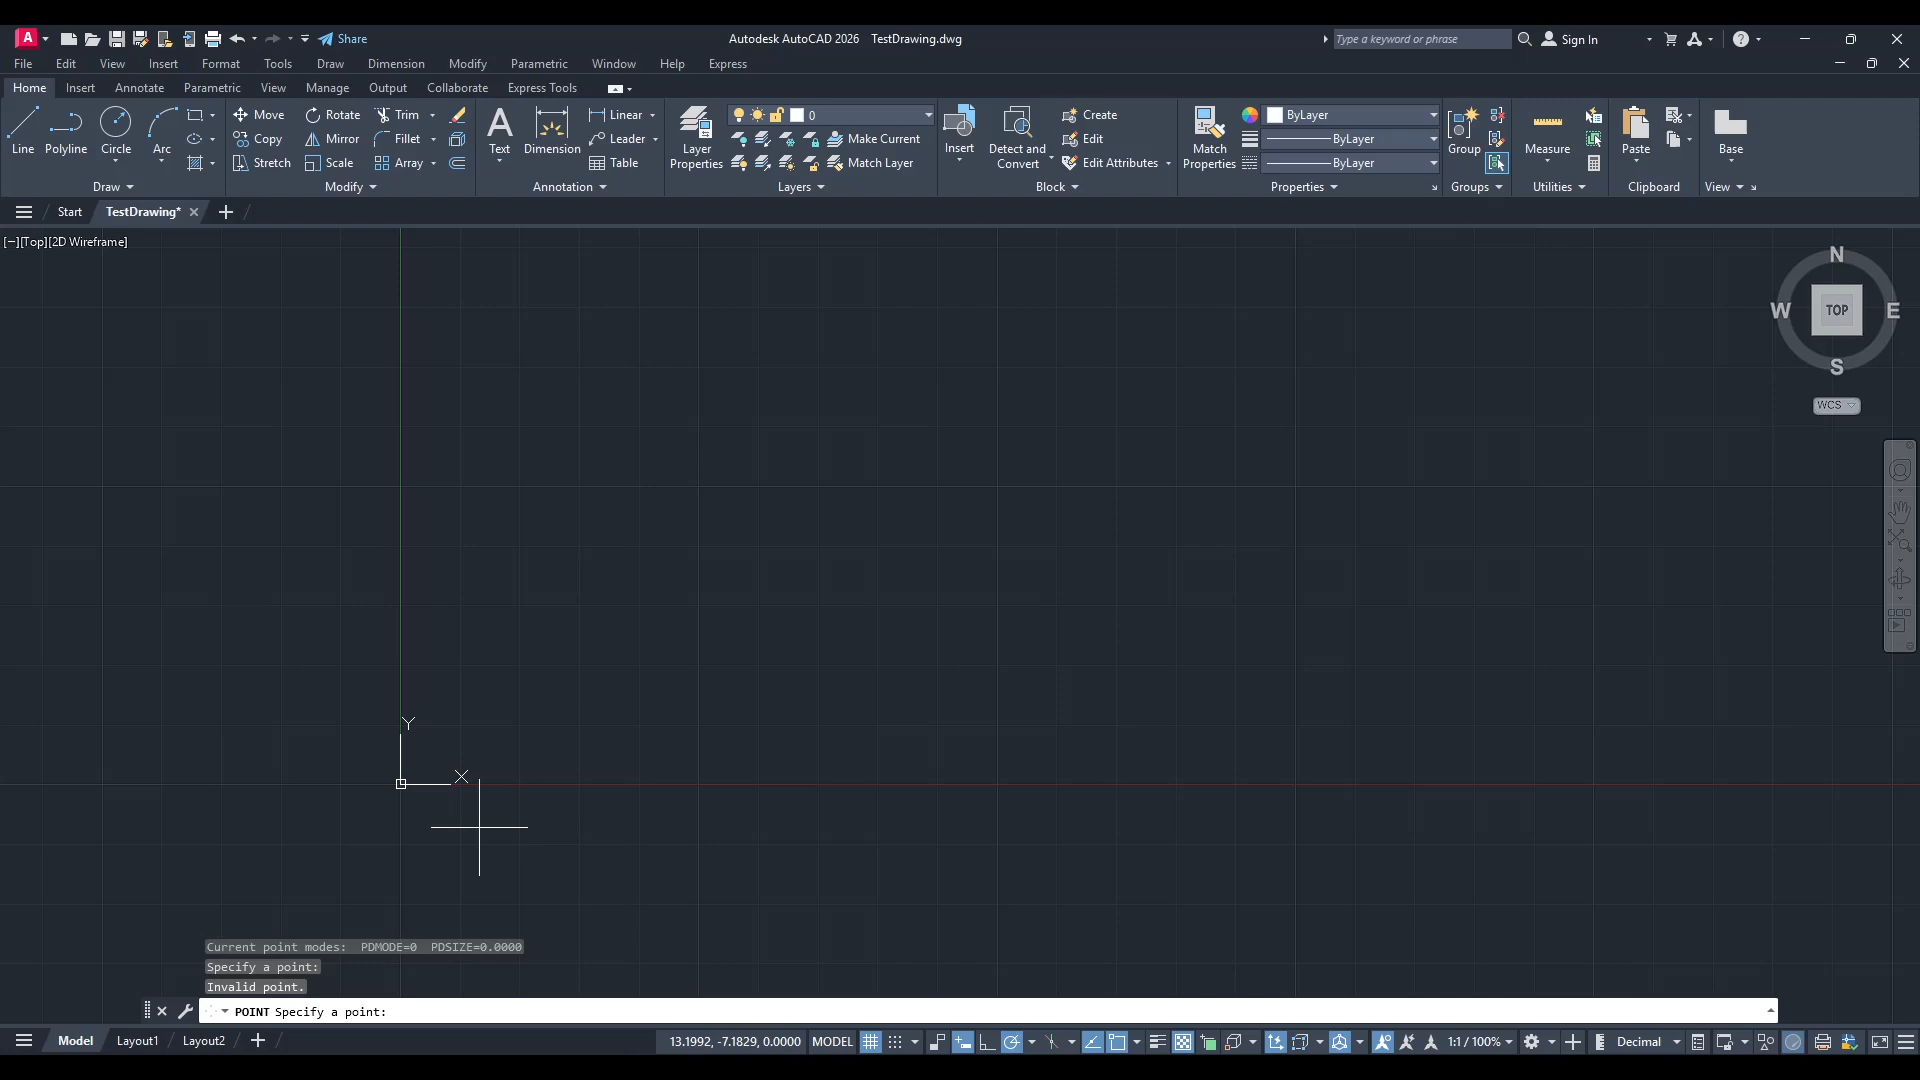 A Share Autodesk AutoCAD 2026 TestDrawing.dwg Type a keyword or phrase Sign In
File Edit View Insert Format Tools Draw Dimension Modify Parametric Window Help Express
Home Insert Annotate Parametric View Manage Output Collaborate Express Tools
Line Polyline Circle Arc
Move Rotate Trim
Copy Mirror Fillet
Stretch Scale Array
A Text Dimension
Linear
Leader
Table
Layer Properties
0
Make Current
Match Layer
Insert
Detect and Convert
Create
Edit
Edit Attributes
Match Properties
ByLayer
ByLayer
ByLayer
Group
Measure
Paste
Base
Draw Modify Annotation Layers Block Properties Groups Utilities Clipboard View
Start TestDrawing*
[−][Top][2D Wireframe]
N
W TOP E
S
WCS
Y
X
Current point modes: PDMODE=0 PDSIZE=0.0000
Specify a point:
Invalid point.
POINT Specify a point:
Model Layout1 Layout2 13.1992, -7.1829, 0.0000 MODEL 1:1 / 100% Decimal